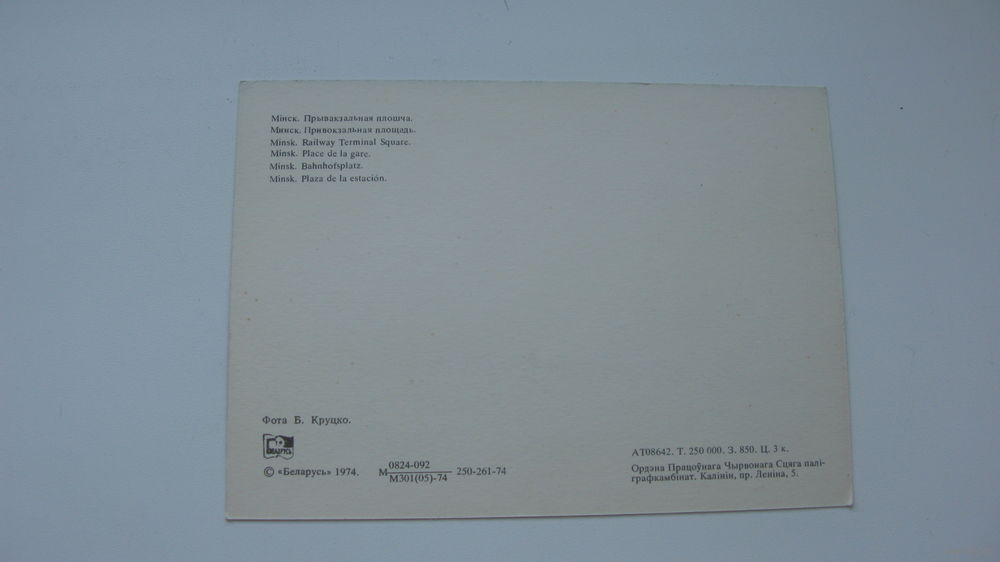 Мінск. Прывакзальная плошча.
Минск. Привокзальная площадь.
Minsk. Railway Terminal Square.
Minsk. Place de la gare.
Minsk. Bahnhofsplatz.
Minsk. Plaza de la estación.
Фота Б. Круцко.
БЕЛАРУСЬ
© «Беларусь» 1974.
М 0824-092 / М301(05)-74 250-261-74
АТ08642. Т. 250 000. З. 850. Ц. 3 к.
Ордэна Працоўнага Чырвонага Сцяга палі-
графкамбінат. Калінін, пр. Леніна, 5.